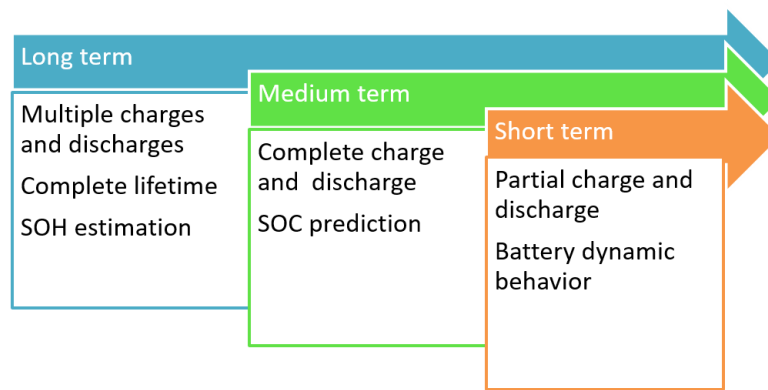 Long term
Multiple charges
and discharges
Complete lifetime
SOH estimation
Medium term
Complete charge
and  discharge
SOC prediction
Short term
Partial charge and
discharge
Battery dynamic
behavior